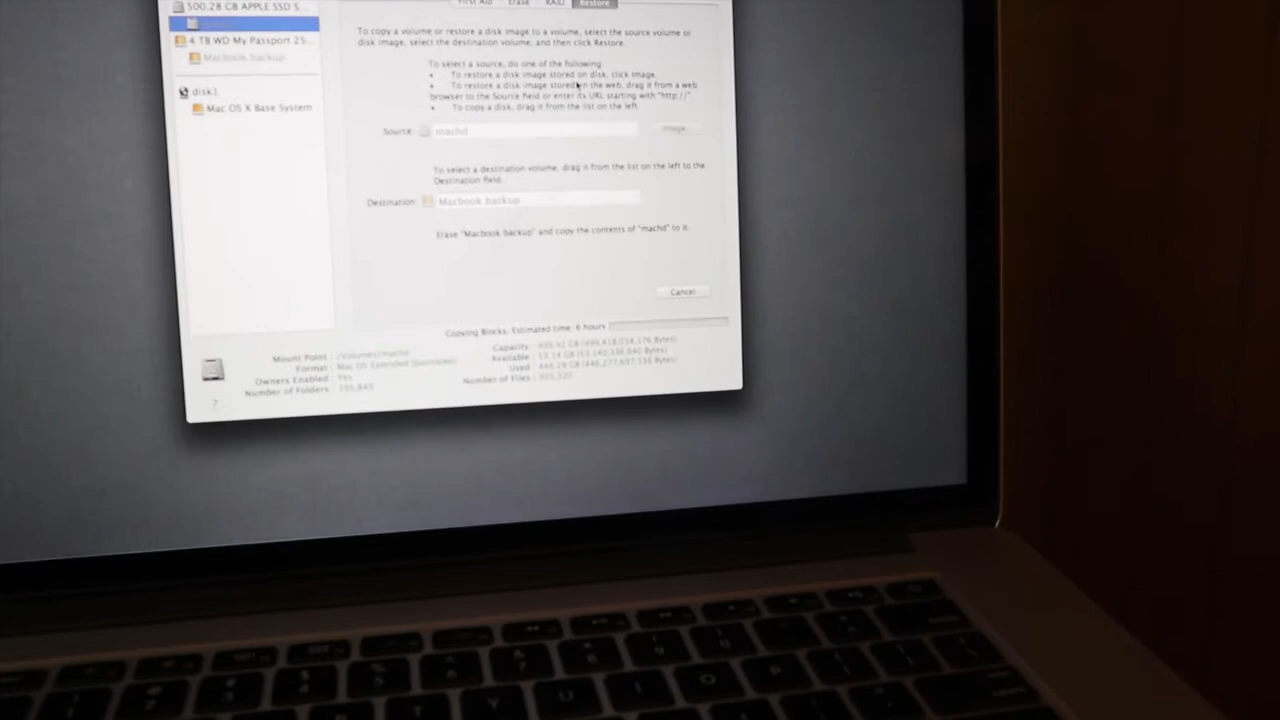 500.28 GB APPLE SSD S...
4 TB WD My Passport 25...
Macbook backup
disk1
Mac OS X Base System
First Aid Erase RAID Restore
To copy a volume or restore a disk image to a volume, select the source volume or
disk image, select the destination volume, and then click Restore.
To select a source, do one of the following:
• To restore a disk image stored on disk, click Image.
• To restore a disk image stored on the web, drag it from a web
browser to the Source field or enter its URL starting with "http://"
• To copy a disk, drag it from the list on the left.
Source: machd Image...
To select a destination volume, drag it from the list on the left to the
Destination field.
Destination: Macbook backup
Erase "Macbook backup" and copy the contents of "machd" to it.
Cancel
Copying Blocks. Estimated time: 6 hours
Mount Point : /Volumes/machd
Format : Mac OS Extended (Journaled)
Owners Enabled : Yes
Number of Folders :
Capacity :
Available :
Used :
Number of Files :
?